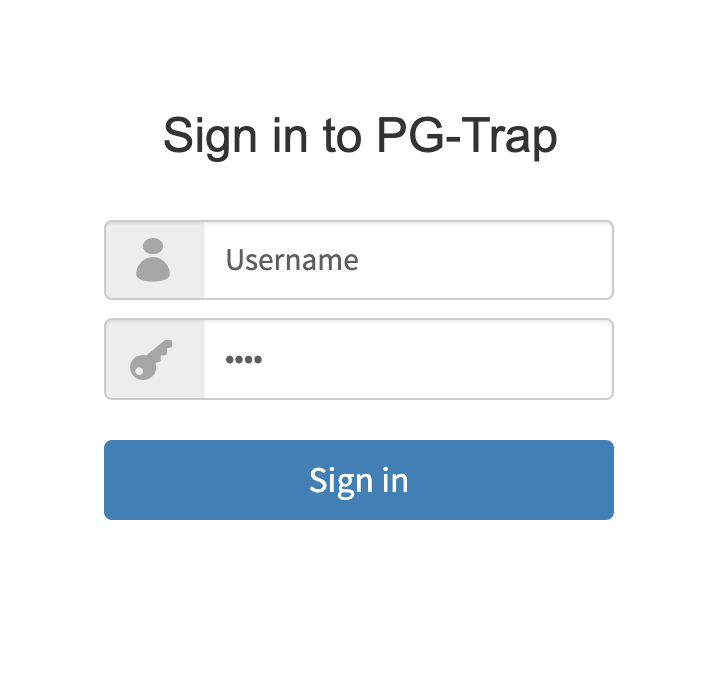 Sign in to PG-Trap
Username
••••
Sign in